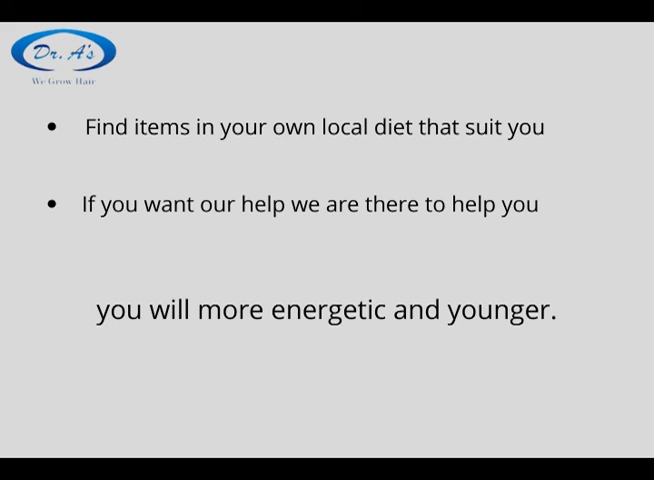 Dr. A's
We Grow Hair
• Find items in your own local diet that suit you
• If you want our help we are there to help you
you will more energetic and younger.